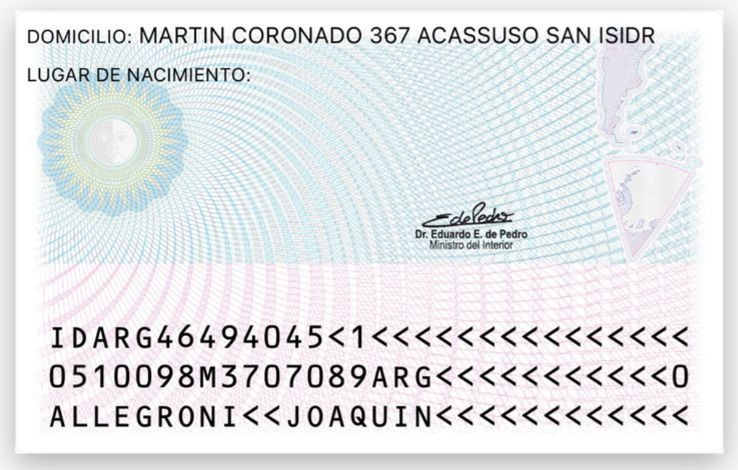 DOMICILIO: MARTIN CORONADO 367 ACASSUSO SAN ISIDR
LUGAR DE NACIMIENTO:
EdePedro
Dr. Eduardo E. de Pedro
Ministro del Interior
IDARG46494045<1<<<<<<<<<<<<<<<
0510098M3707089ARG<<<<<<<<<<<0
ALLEGRONI<<JOAQUIN<<<<<<<<<<<<